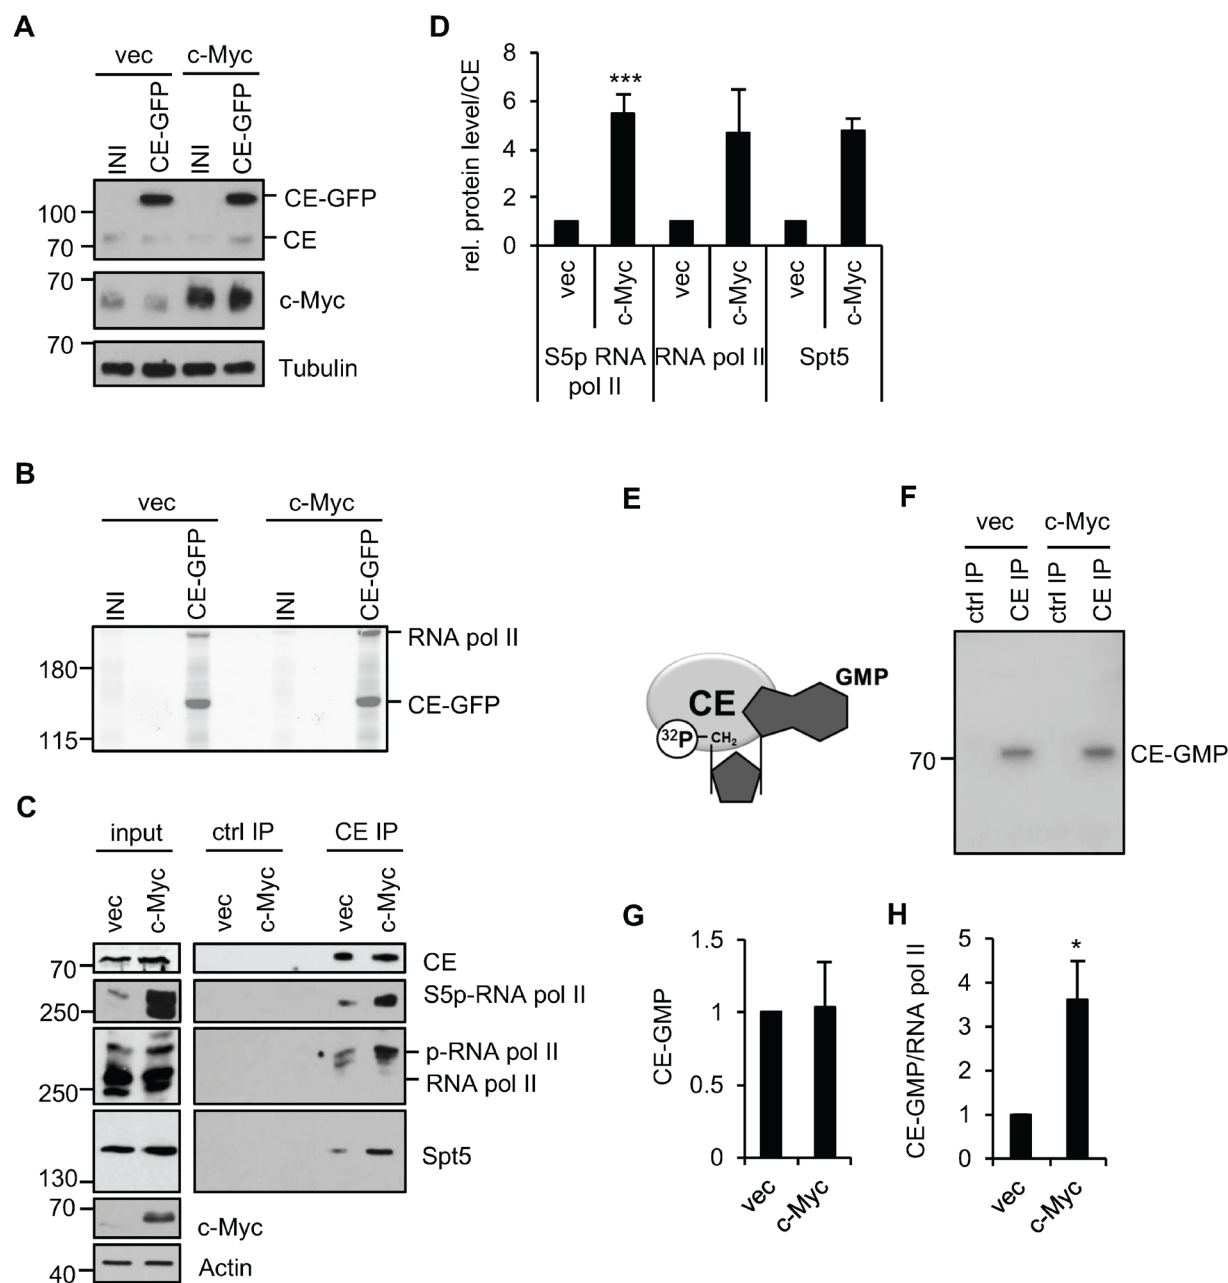 A
vec c-Myc
INI CE-GFP INI CE-GFP
100
70
CE-GFP
CE
70
c-Myc
70
Tubulin
D
rel. protein level/CE
8
6
4
2
0
***
vec c-Myc vec c-Myc vec c-Myc
S5p RNA pol II
RNA pol II
Spt5
B
vec c-Myc
INI CE-GFP INI CE-GFP
RNA pol II
180
CE-GFP
115
E
CE
GMP
32P
CH2
F
vec c-Myc
ctrl IP CE IP ctrl IP CE IP
70
CE-GMP
C
input ctrl IP CE IP
vec c-Myc vec c-Myc vec c-Myc
70
CE
250
S5p-RNA pol II
p-RNA pol II
250
RNA pol II
130
Spt5
70
c-Myc
40
Actin
G
CE-GMP
1.5
1
0.5
0
vec c-Myc
H
CE-GMP/RNA pol II
5
4
3
2
1
0
*
vec c-Myc